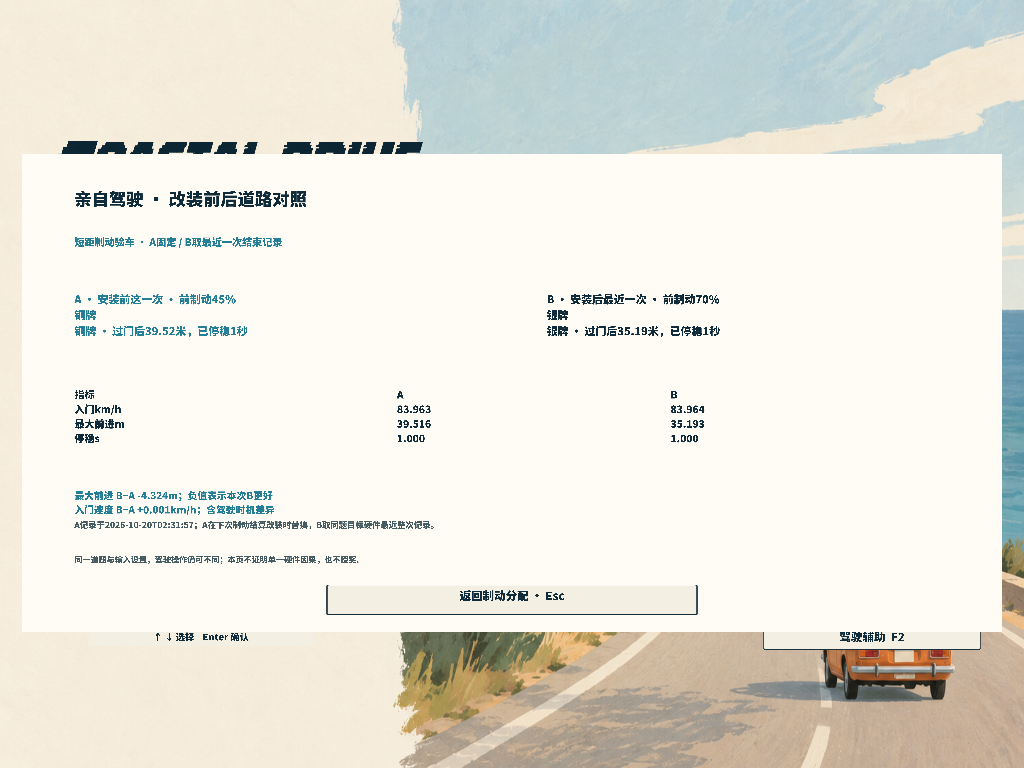 亲自驾驶 · 改装前后道路对照
短距制动验车 · A固定 / B取最近一次结束记录
A · 安装前这一次 · 前制动45%
铜牌
铜牌 · 过门后39.52米，已停稳1秒
B · 安装后最近一次 · 前制动70%
银牌
银牌 · 过门后35.19米，已停稳1秒
指标 A B
入门km/h 83.963 83.964
最大前进m 39.516 35.193
停稳s 1.000 1.000
最大前进 B−A -4.324m；负值表示本次B更好
入门速度 B−A +0.001km/h；含驾驶时机差异
A记录于2026-10-20T02:31:57；A在下次制动结算改装时替换，B取同题目标硬件最近整次记录。
同一道题与输入设置，驾驶操作仍可不同；本页不证明单一硬件因果，也不颁奖。
返回制动分配 · Esc
↑ ↓ 选择 Enter 确认
驾驶辅助 F2